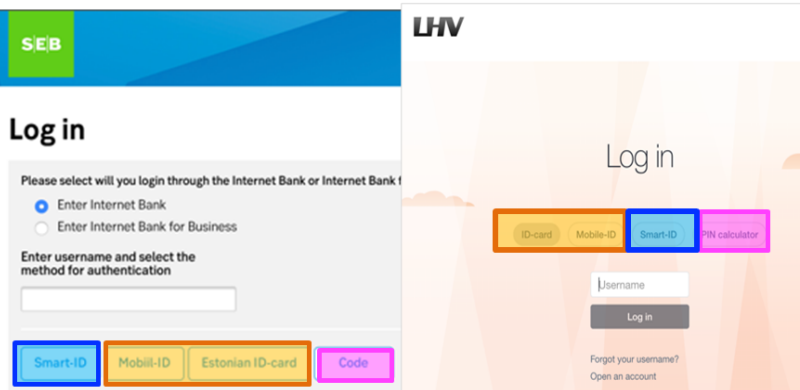 SEB
Log in
Please select will you login through the Internet Bank or Internet Bank f
Enter Internet Bank
Enter Internet Bank for Business
Enter username and select the
method for authentication
Smart-ID
Mobiil-ID
Estonian ID-card
Code
LHV
Log in
ID-card
Mobile-ID
Smart-ID
PIN calculator
Username
Log in
Forgot your username?
Open an account